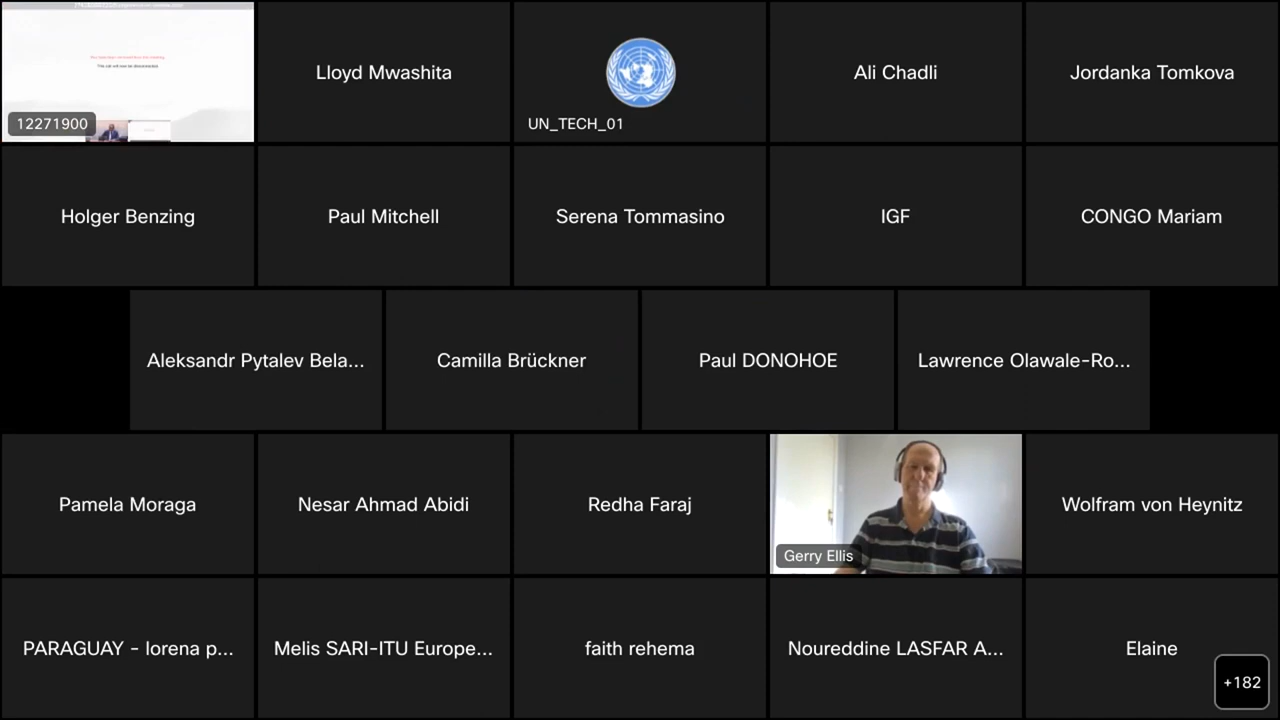 12271900
Lloyd Mwashita
UN_TECH_01
Ali Chadli
Jordanka Tomkova
Holger Benzing
Paul Mitchell
Serena Tommasino
IGF
CONGO Mariam
Aleksandr Pytalev Bela...
Camilla Brückner
Paul DONOHOE
Lawrence Olawale-Ro...
Pamela Moraga
Nesar Ahmad Abidi
Redha Faraj
Gerry Ellis
Wolfram von Heynitz
PARAGUAY - lorena p...
Melis SARI-ITU Europe...
faith rehema
Noureddine LASFAR A...
Elaine
+182